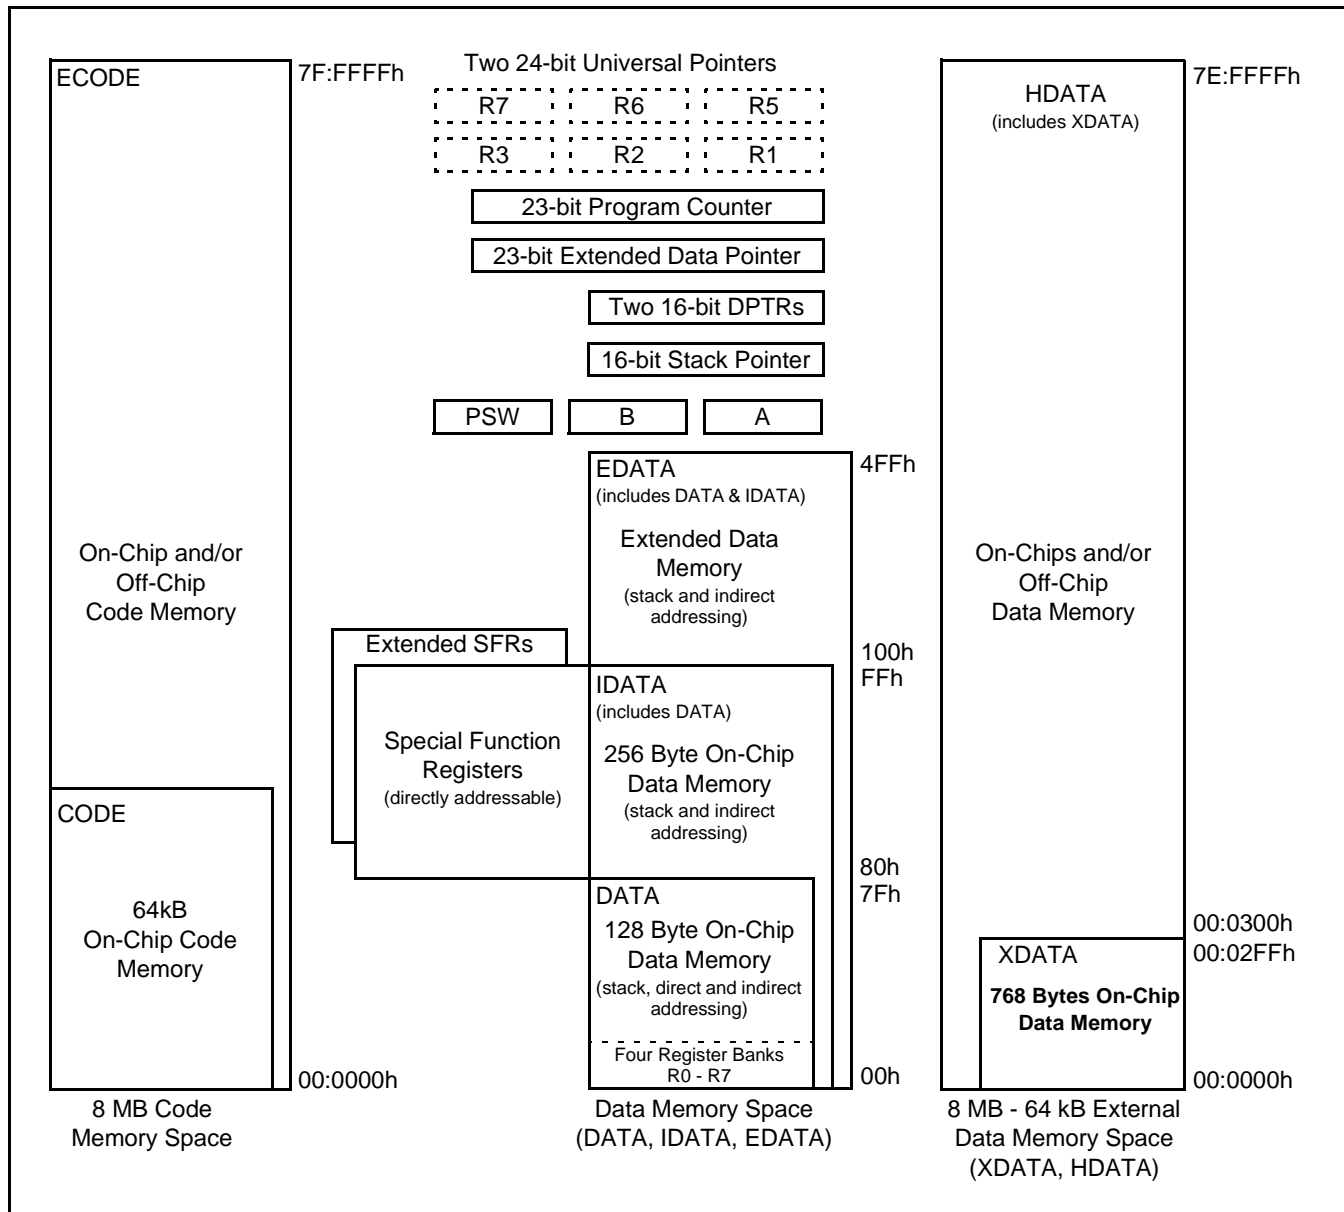 ECODE
7F:FFFFh
On-Chip and/or
Off-Chip
Code Memory
CODE
64kB
On-Chip Code
Memory
00:0000h
8 MB Code
Memory Space
Two 24-bit Universal Pointers
R7 R6 R5
R3 R2 R1
23-bit Program Counter
23-bit Extended Data Pointer
Two 16-bit DPTRs
16-bit Stack Pointer
PSW B A
EDATA
(includes DATA & IDATA)
4FFh
Extended Data
Memory
(stack and indirect
addressing)
Extended SFRs
100h
FFh
Special Function
Registers
(directly addressable)
IDATA
(includes DATA)
256 Byte On-Chip
Data Memory
(stack and indirect
addressing)
80h
7Fh
DATA
128 Byte On-Chip
Data Memory
(stack, direct and indirect
addressing)
Four Register Banks
R0 - R7
00h
Data Memory Space
(DATA, IDATA, EDATA)
HDATA
(includes XDATA)
7E:FFFFh
On-Chips and/or
Off-Chip
Data Memory
00:0300h
00:02FFh
XDATA
768 Bytes On-Chip
Data Memory
00:0000h
8 MB - 64 kB External
Data Memory Space
(XDATA, HDATA)